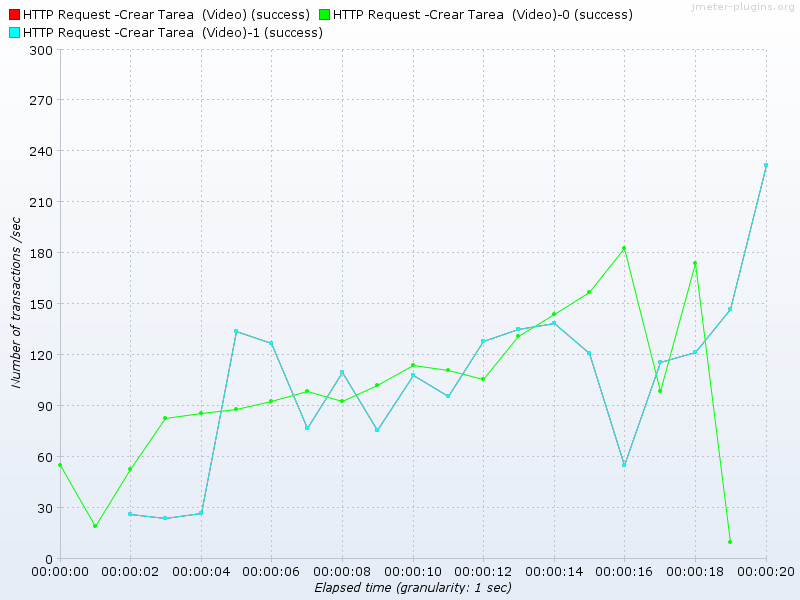 jmeter-plugins.org
HTTP Request -Crear Tarea  (Video) (success) HTTP Request -Crear Tarea  (Video)-0 (success)
HTTP Request -Crear Tarea  (Video)-1 (success)
300
270
240
210
180
150
120
90
60
30
0
Number of transactions /sec
00:00:00 00:00:02 00:00:04 00:00:06 00:00:08 00:00:10 00:00:12 00:00:14 00:00:16 00:00:18 00:00:20
Elapsed time (granularity: 1 sec)